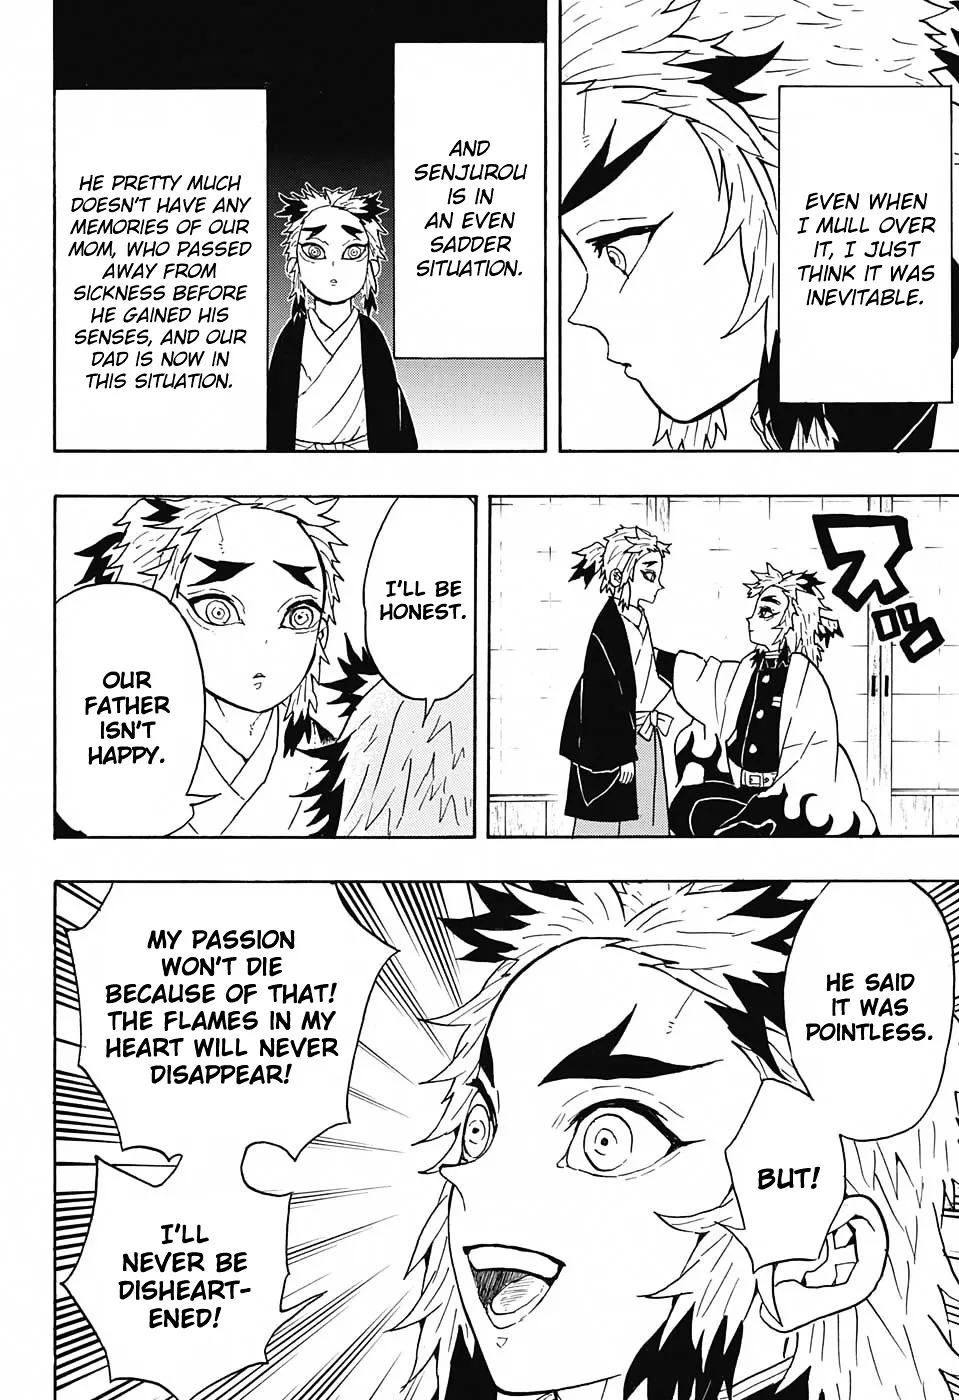 EVEN WHEN
I MULL OVER
IT, I JUST
THINK IT WAS
INEVITABLE.
AND
SENJUROU
IS IN
AN EVEN
SADDER
SITUATION.
HE PRETTY MUCH
DOESN'T HAVE ANY
MEMORIES OF OUR
MOM, WHO PASSED
AWAY FROM
SICKNESS BEFORE
HE GAINED HIS
SENSES, AND OUR
DAD IS NOW IN
THIS SITUATION.
ズイ
I'LL BE
HONEST.
OUR
FATHER
ISN'T
HAPPY.
HE SAID
IT WAS
POINTLESS.
BUT!
MY PASSION
WON'T DIE
BECAUSE OF THAT!
THE FLAMES IN MY
HEART WILL NEVER
DISAPPEAR!
I'LL
NEVER BE
DISHEART-
ENED!